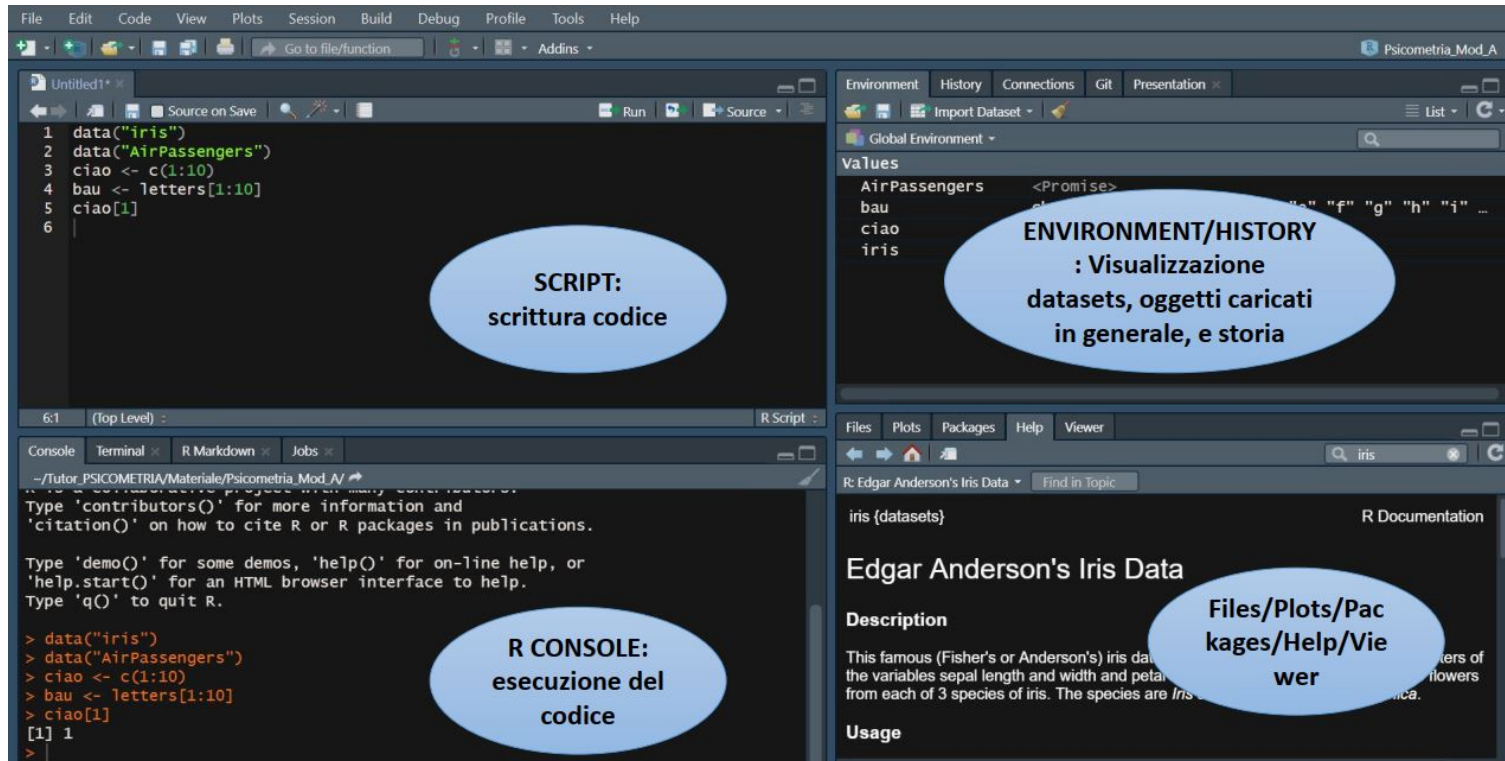 File Edit Code View Plots Session Build Debug Profile Tools Help
Go to file/function Addins Psicometria_Mod_A
Untitled1*
Source on Save Run Source
1 data("iris")
2 data("AirPassengers")
3 ciao <- c(1:10)
4 bau <- letters[1:10]
5 ciao[1]
6
SCRIPT:
scrittura codice
6:1 (Top Level) R Script
Environment History Connections Git Presentation
Import Dataset List
Global Environment
Values
AirPassengers <Promise>
bau "f" "g" "h" "i" …
ciao
iris
ENVIRONMENT/HISTORY
: Visualizzazione
datasets, oggetti caricati
in generale, e storia
Console Terminal R Markdown Jobs
~/Tutor_PSICOMETRIA/Materiale/Psicometria_Mod_A/
R is a collaborative project with many contributors.
Type 'contributors()' for more information and
'citation()' on how to cite R or R packages in publications.
Type 'demo()' for some demos, 'help()' for on-line help, or
'help.start()' for an HTML browser interface to help.
Type 'q()' to quit R.
> data("iris")
> data("AirPassengers")
> ciao <- c(1:10)
> bau <- letters[1:10]
> ciao[1]
[1] 1
>
R CONSOLE:
esecuzione del
codice
Files Plots Packages Help Viewer
iris
R: Edgar Anderson's Iris Data Find in Topic
iris {datasets} R Documentation
Edgar Anderson's Iris Data
Description
This famous (Fisher's or Anderson's) iris
the variables sepal length and width and flowers
from each of 3 species of iris. The species are
Usage
Files/Plots/Pac
kages/Help/Vie
wer